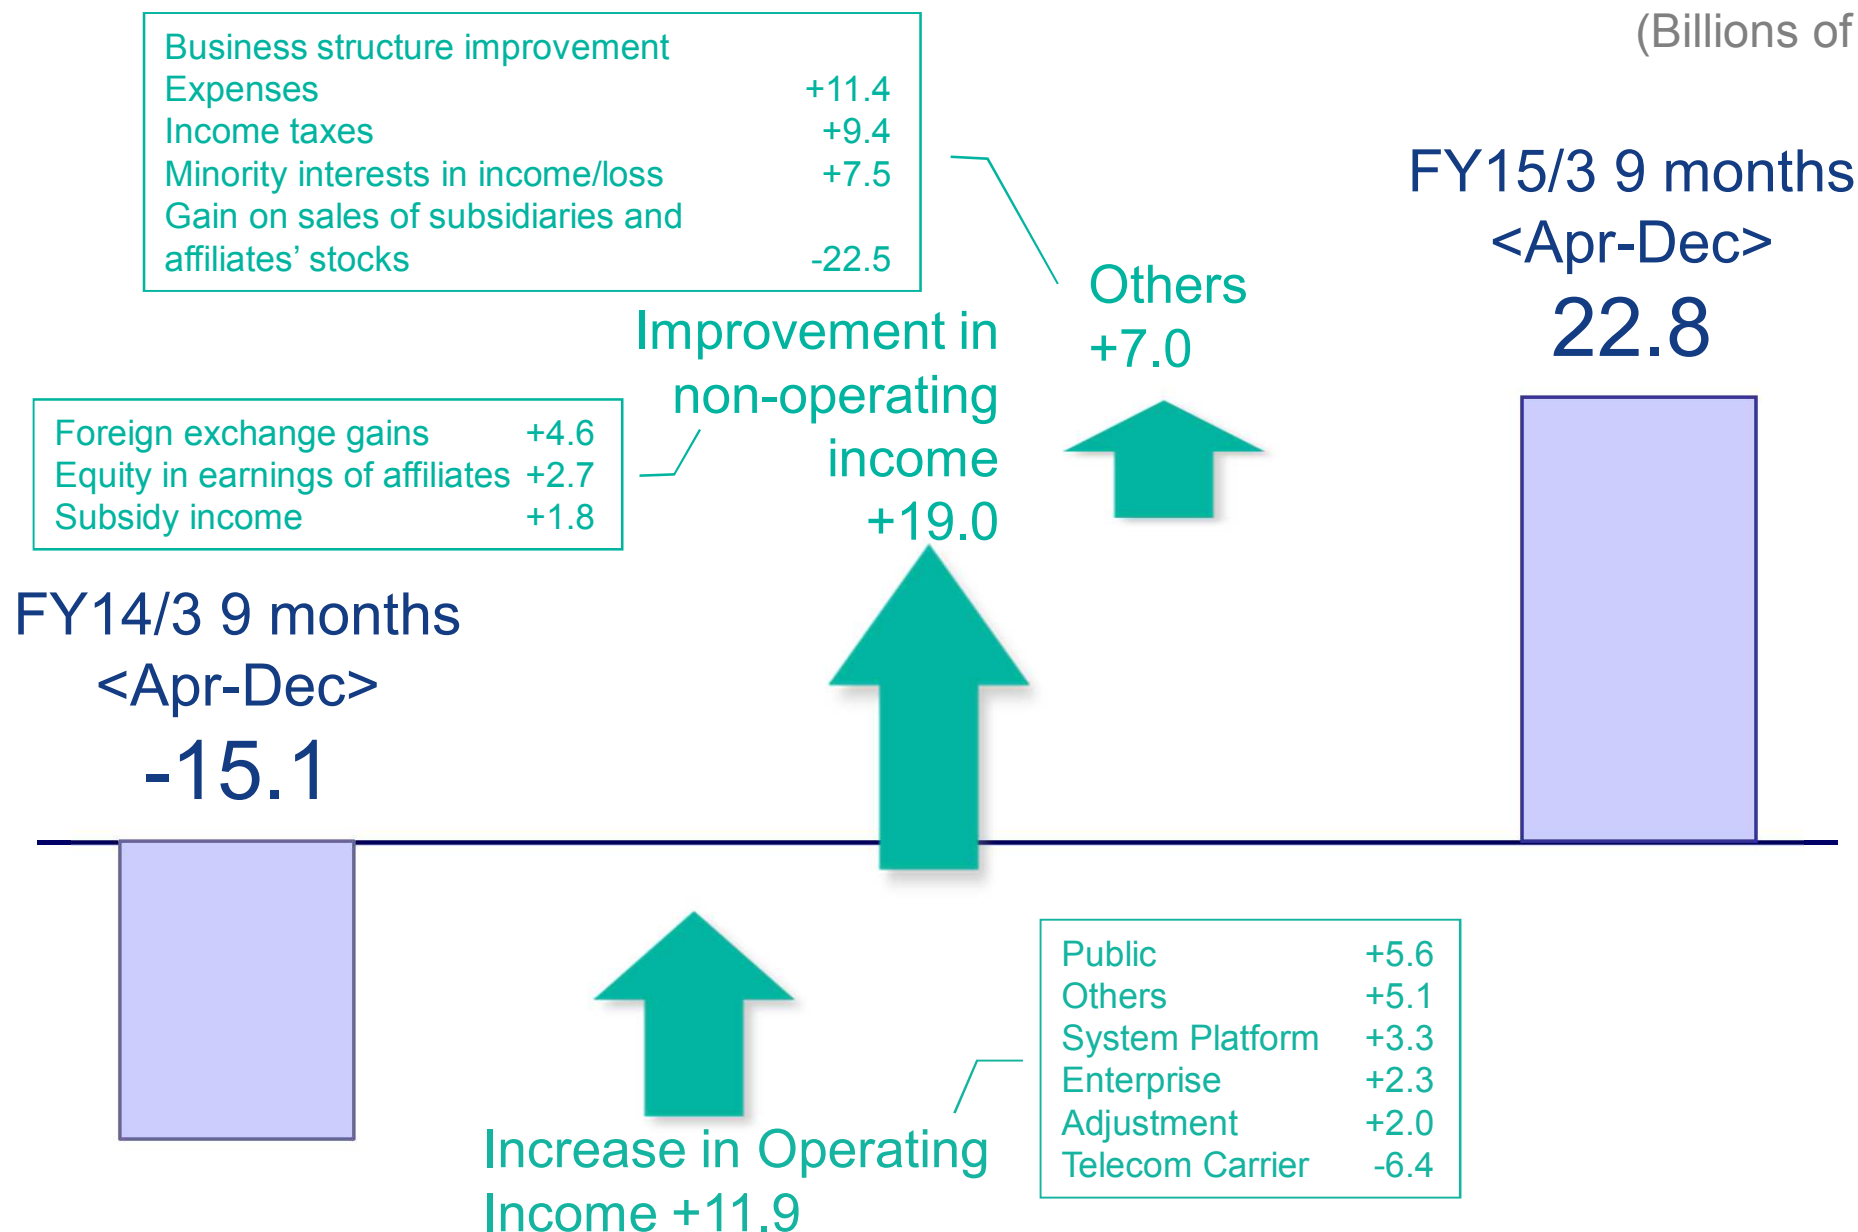 (Billions of
Business structure improvement
Expenses +11.4
Income taxes +9.4
Minority interests in income/loss +7.5
Gain on sales of subsidiaries and
affiliates’ stocks -22.5
FY15/3 9 months
<Apr-Dec>
22.8
Others
+7.0
Improvement in
non-operating
income
+19.0
Foreign exchange gains +4.6
Equity in earnings of affiliates +2.7
Subsidy income +1.8
FY14/3 9 months
<Apr-Dec>
-15.1
Public +5.6
Others +5.1
System Platform +3.3
Enterprise +2.3
Adjustment +2.0
Telecom Carrier -6.4
Increase in Operating
Income +11.9